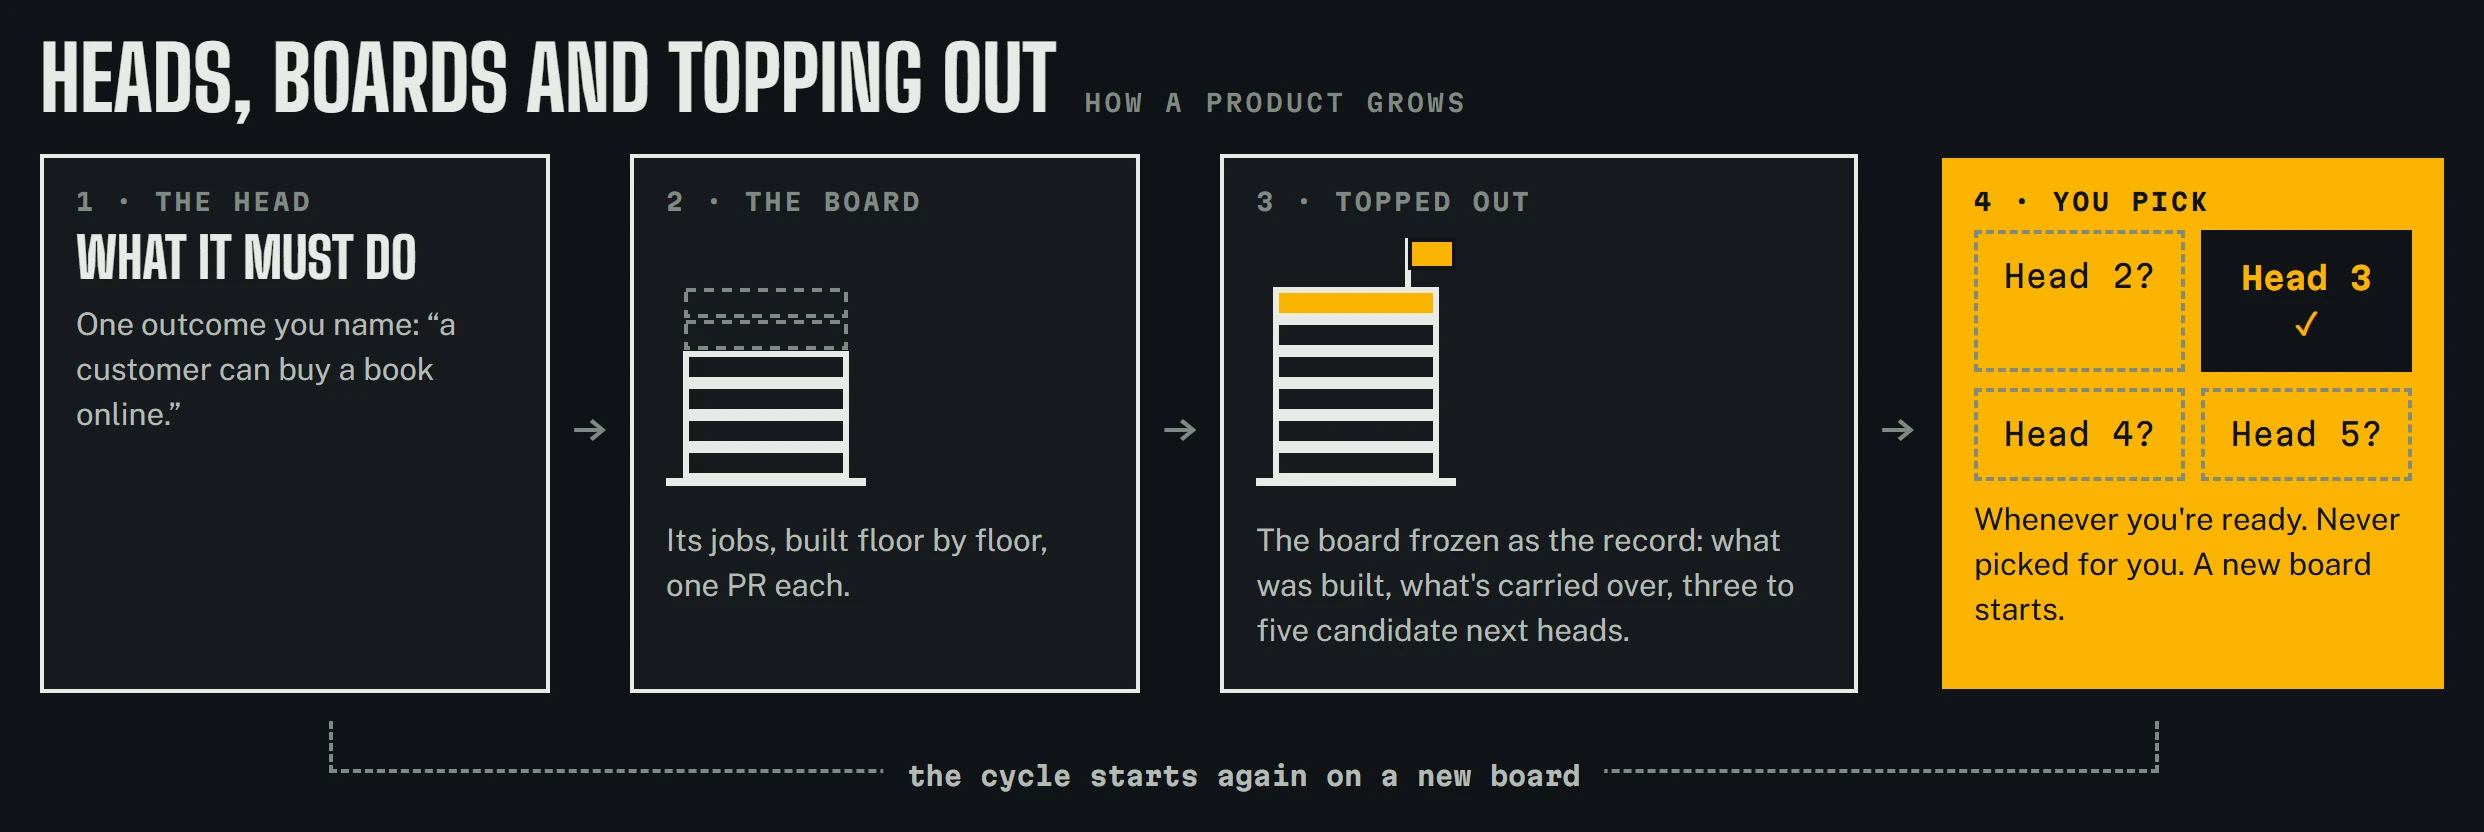 HEADS, BOARDS AND TOPPING OUT HOW A PRODUCT GROWS
1 · THE HEAD
WHAT IT MUST DO
One outcome you name: “a
customer can buy a book
online.”
→
2 · THE BOARD
Its jobs, built floor by floor,
one PR each.
→
3 · TOPPED OUT
The board frozen as the record: what
was built, what's carried over, three to
five candidate next heads.
→
4 · YOU PICK
Head 2?
Head 3
✓
Head 4?
Head 5?
Whenever you're ready. Never
picked for you. A new board
starts.
the cycle starts again on a new board